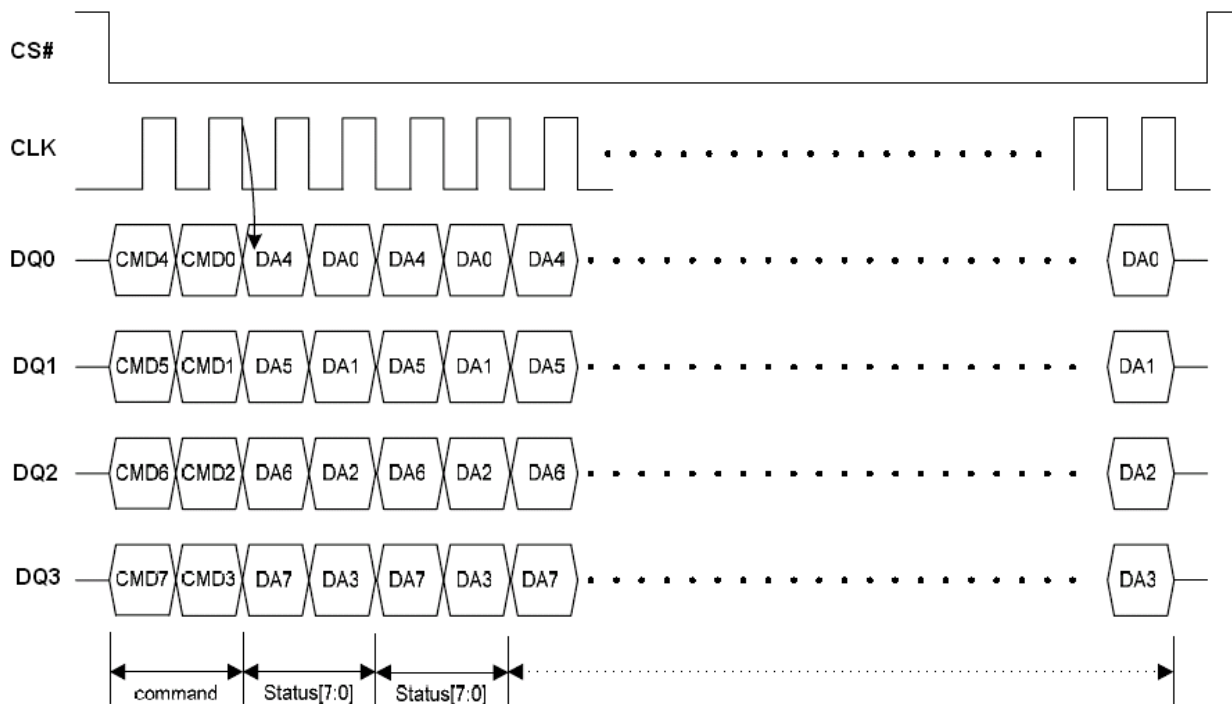 CS#
CLK
DQ0 CMD4 CMD0 DA4 DA0 DA4 DA0 DA4 DA0
DQ1 CMD5 CMD1 DA5 DA1 DA5 DA1 DA5 DA1
DQ2 CMD6 CMD2 DA6 DA2 DA6 DA2 DA6 DA2
DQ3 CMD7 CMD3 DA7 DA3 DA7 DA3 DA7 DA3
command Status[7:0] Status[7:0]